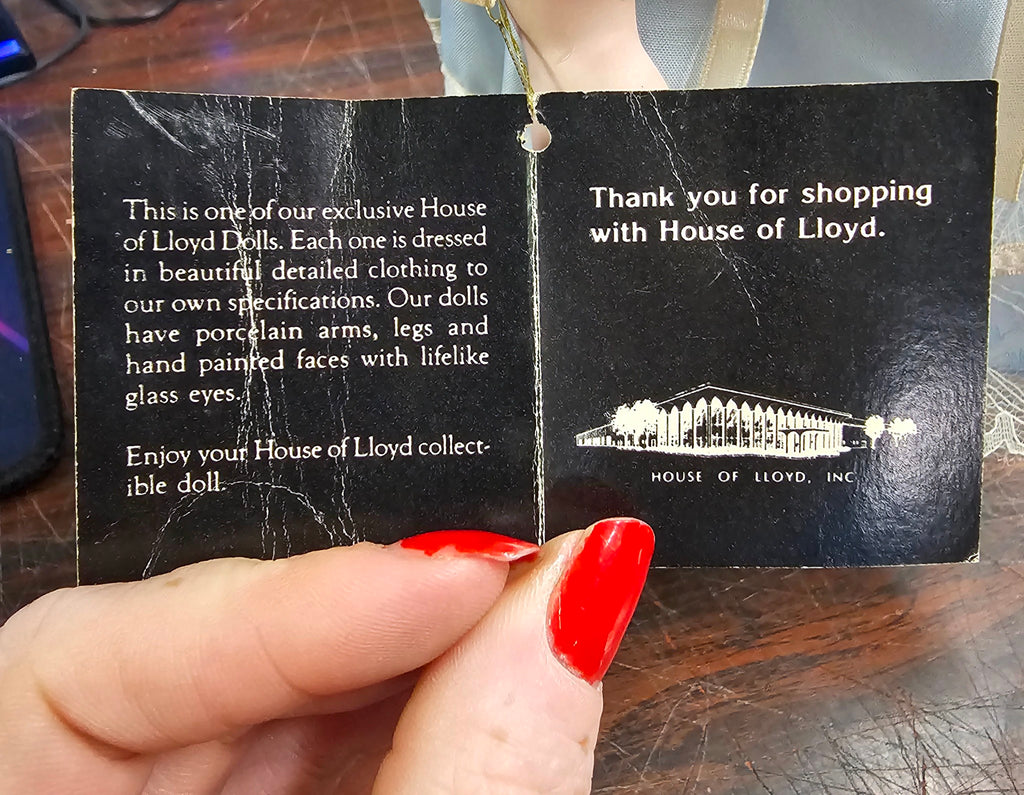 This is one of our exclusive House
of Lloyd Dolls. Each one is dressed
in beautiful detailed clothing to
our own specifications. Our dolls
have porcelain arms, legs and
hand painted faces with lifelike
glass eyes.
Enjoy your House of Lloyd collect-
ible doll.
Thank you for shopping
with House of Lloyd.
HOUSE OF LLOYD, INC